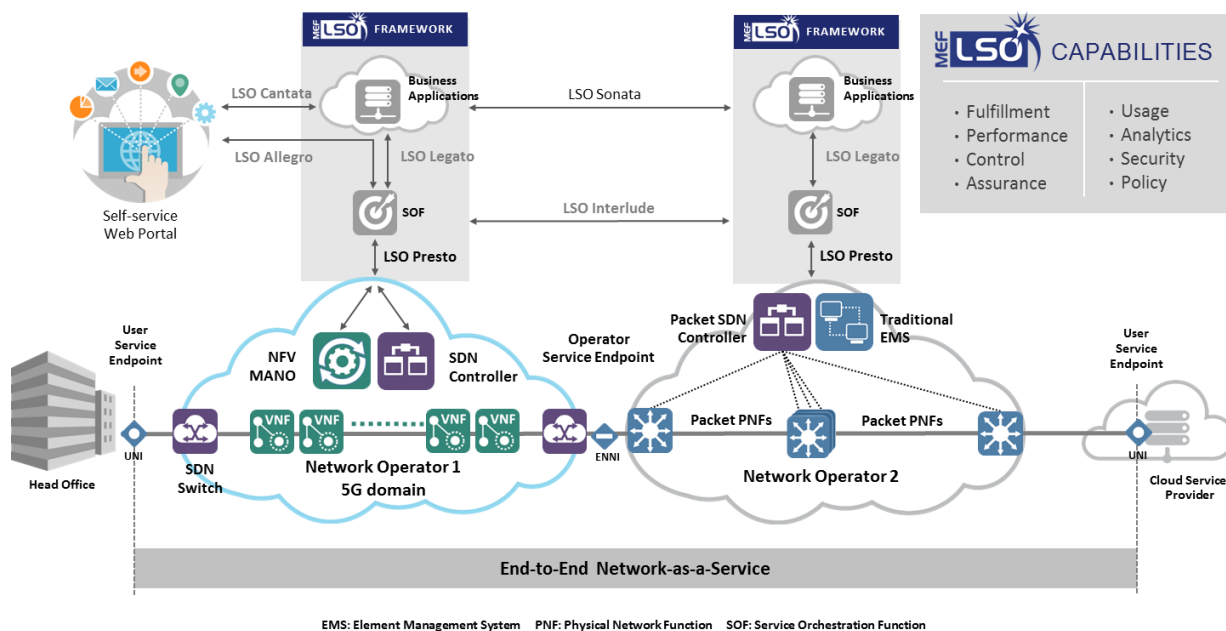 MEF LSO FRAMEWORK
MEF LSO FRAMEWORK
MEF LSO CAPABILITIES
• Fulfillment
• Performance
• Control
• Assurance
• Usage
• Analytics
• Security
• Policy
Self-service
Web Portal
LSO Cantata
LSO Allegro
Business
Applications
LSO Legato
SOF
LSO Presto
LSO Sonata
LSO Interlude
Business
Applications
LSO Legato
SOF
LSO Presto
User
Service
Endpoint
NFV
MANO
SDN
Controller
Operator
Service Endpoint
Packet SDN
Controller
Traditional
EMS
User
Service
Endpoint
Head Office
UNI
SDN
Switch
VNF
VNF
VNF
VNF
Network Operator 1
5G domain
ENNI
Packet PNFs
Packet PNFs
Network Operator 2
UNI
Cloud Service
Provider
End-to-End Network-as-a-Service
EMS: Element Management System PNF: Physical Network Function SOF: Service Orchestration Function